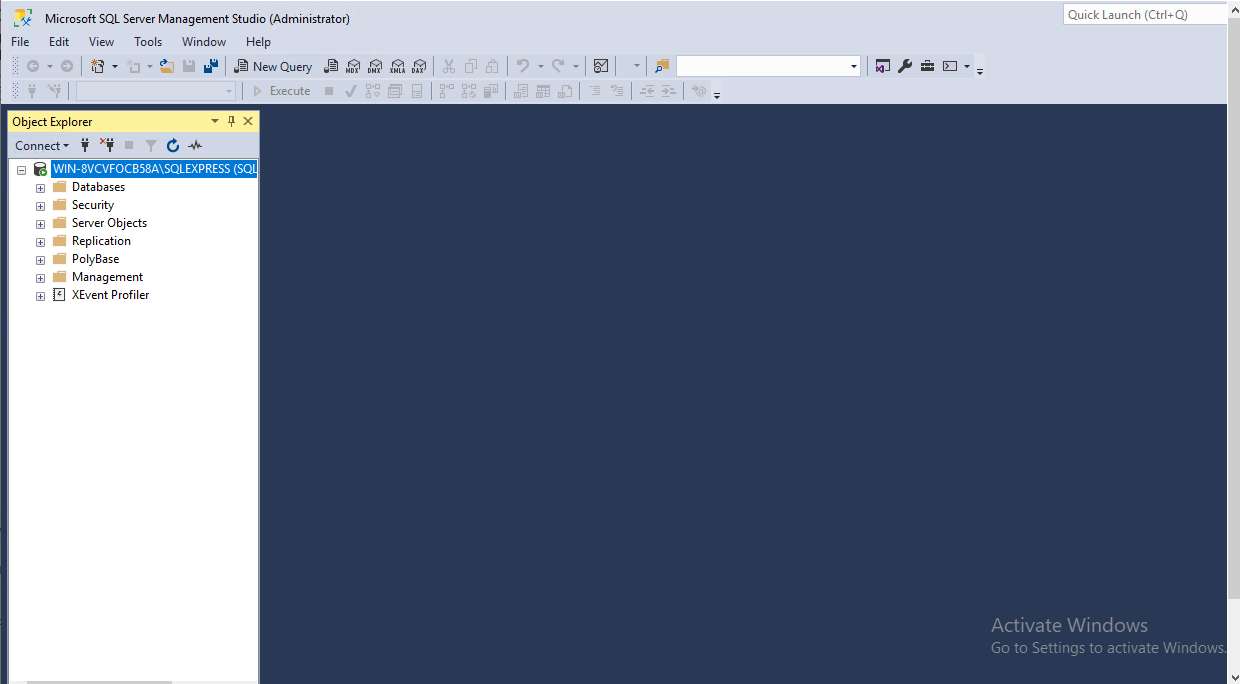 Microsoft SQL Server Management Studio (Administrator)
Quick Launch (Ctrl+Q)
File Edit View Tools Window Help
New Query MDX DMX XMLA DAX
Execute
Object Explorer
Connect
WIN-8VCVFOCB58A\SQLEXPRESS (SQL
Databases
Security
Server Objects
Replication
PolyBase
Management
XEvent Profiler
Activate Windows
Go to Settings to activate Windows.